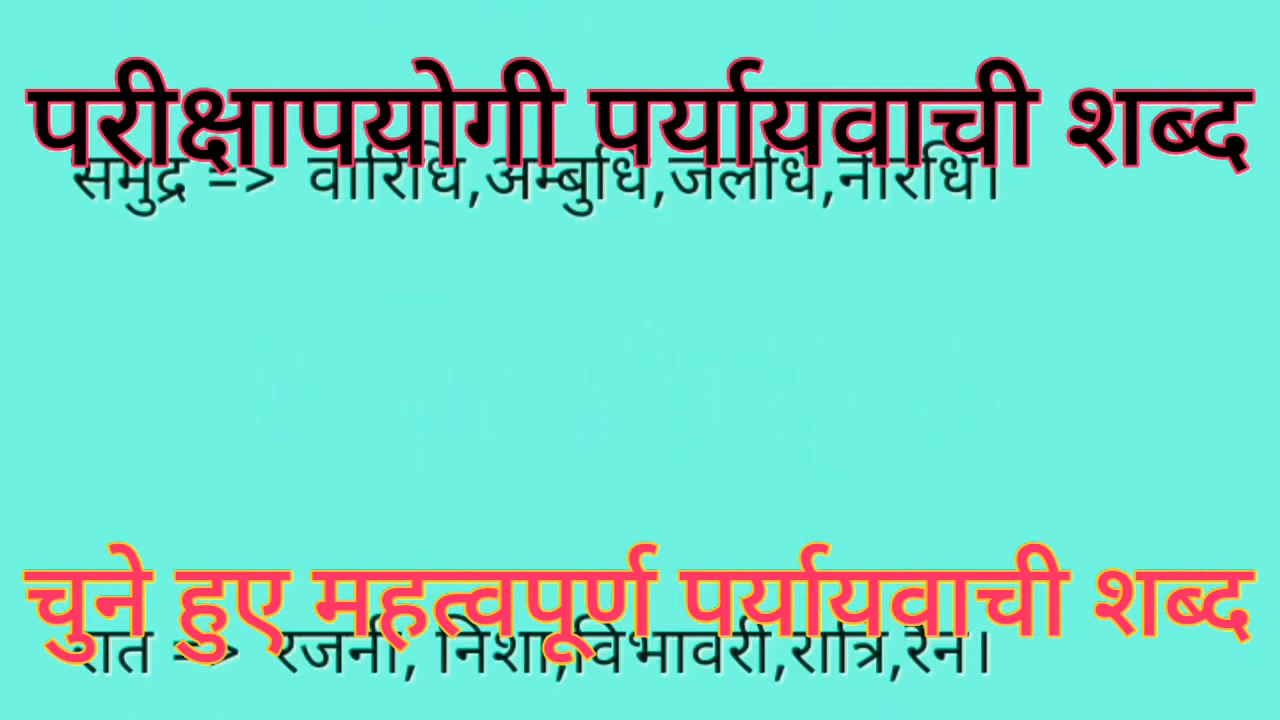 परीक्षापयोगी पर्यायवाची शब्द
समुद्र => वारिधि,अम्बुधि,जलधि,नीरधि।
चुने हुए महत्वपूर्ण पर्यायवाची शब्द
रात => रजनी, निशा,विभावरी,रात्रि,रैन।